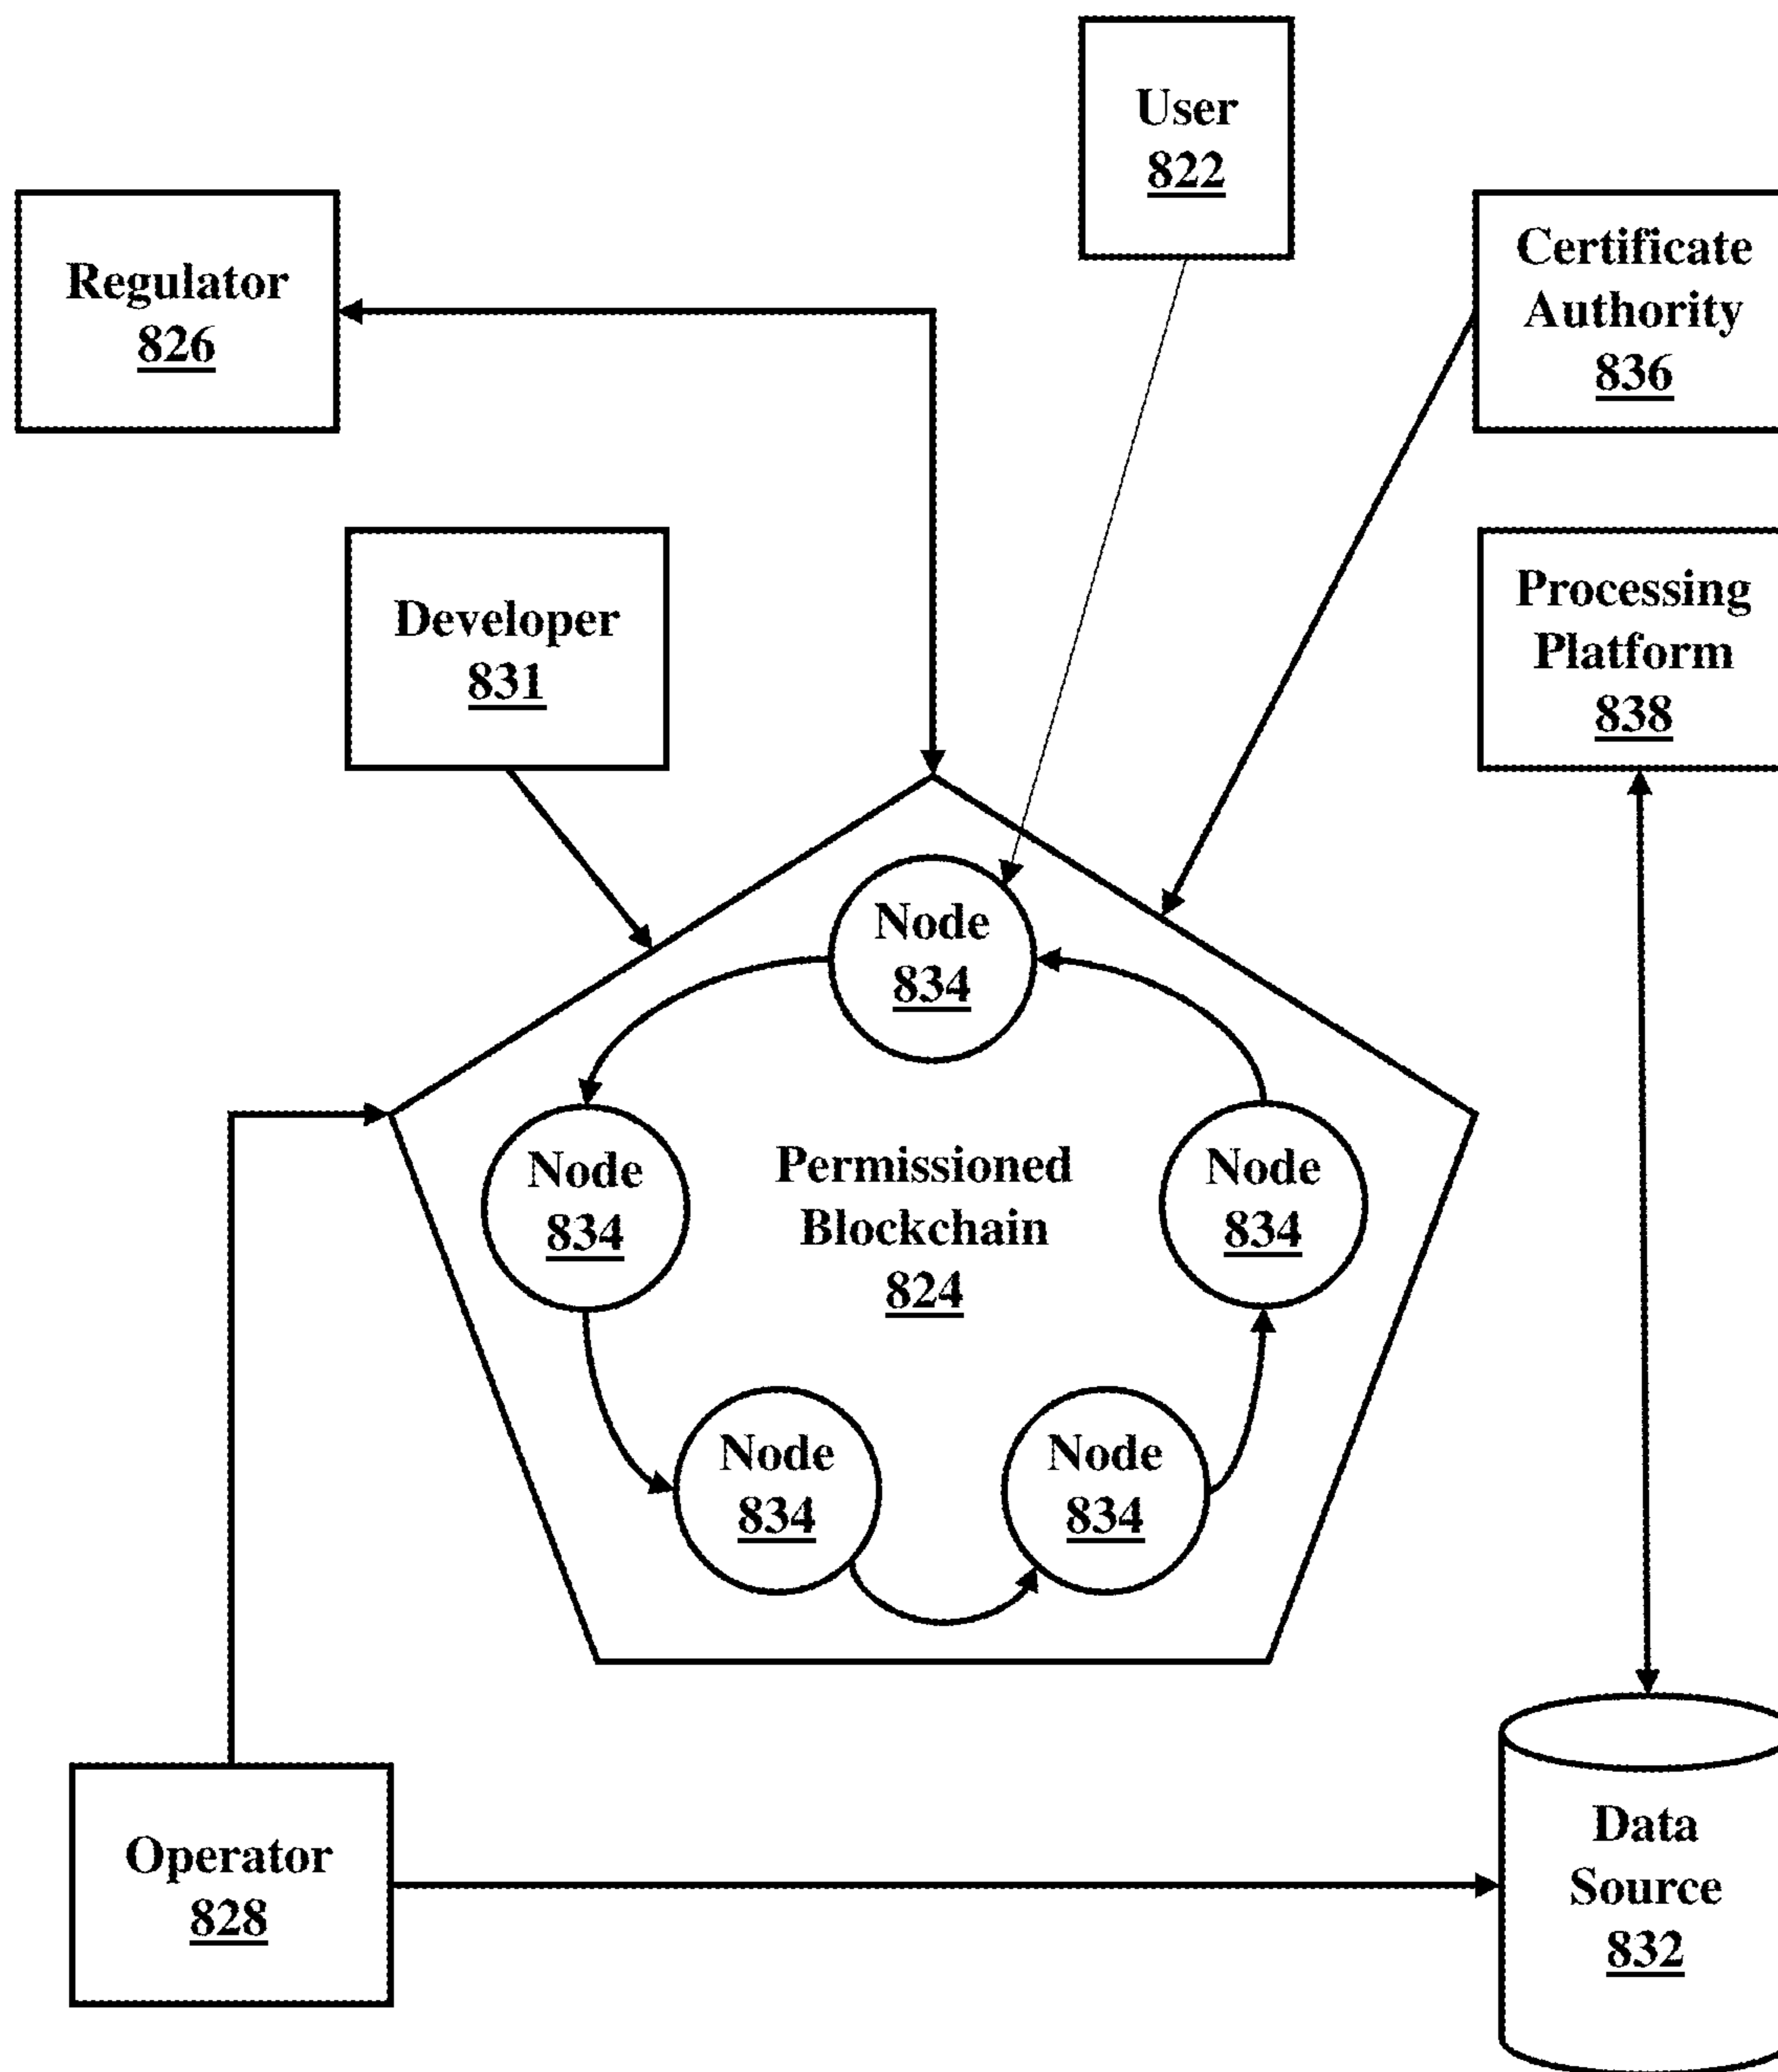 User
822
Regulator
826
Certificate
Authority
836
Developer
831
Processing
Platform
838
Node
834
Node
834
Permissioned
Blockchain
824
Node
834
Node
834
Node
834
Operator
828
Data
Source
832